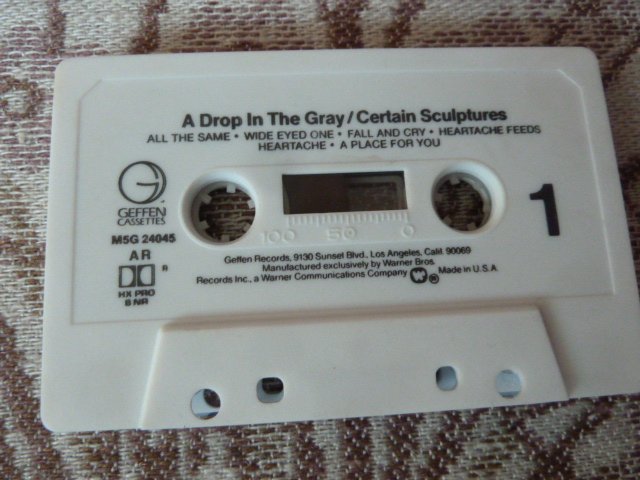 A Drop In The Gray/Certain Sculptures
ALL THE SAME • WIDE EYED ONE • FALL AND CRY • HEARTACHE FEEDS
HEARTACHE • A PLACE FOR YOU
G
GEFFEN
CASSETTES
M5G 24045
AR
HX PRO
B NR
1
100 50 0
Geffen Records, 9130 Sunset Blvd., Los Angeles, Calif. 90069
Manufactured exclusively by Warner Bros.
Records Inc., a Warner Communications Company W ® Made in U.S.A.